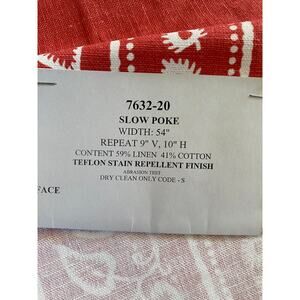 7632-20
SLOW POKE
WIDTH: 54"
REPEAT 9" V, 10" H
CONTENT 59% LINEN 41% COTTON
TEFLON STAIN REPELLENT FINISH
ABRASION TEST
DRY CLEAN ONLY CODE - S
FACE